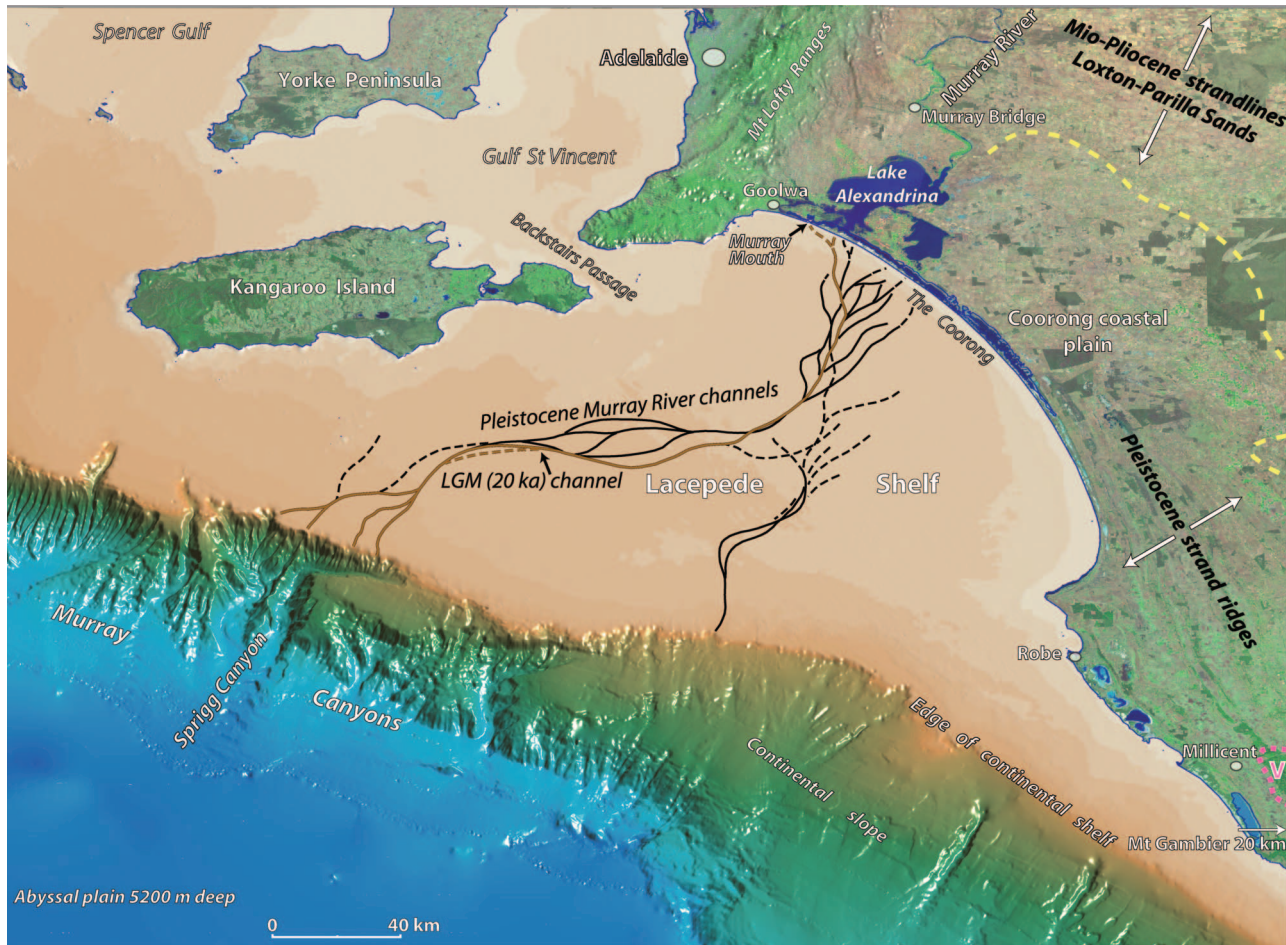 Spencer Gulf
Yorke Peninsula
Adelaide
Mt Lofty Ranges
Murray River
Mio-Pliocene strandlines
Loxton-Parilla Sands
Murray Bridge
Gulf St Vincent
Lake
Alexandrina
Goolwa
Murray
Mouth
Backstairs Passage
Kangaroo Island
The Coorong
Coorong coastal
plain
Pleistocene Murray River channels
LGM (20 ka) channel
Lacepede
Shelf
Pleistocene strand ridges
Murray
Sprigg Canyon
Canyons
Robe
Edge of continental shelf
Continental slope
Millicent
V
Mt Gambier 20 km
Abyssal plain 5200 m deep
0
40 km